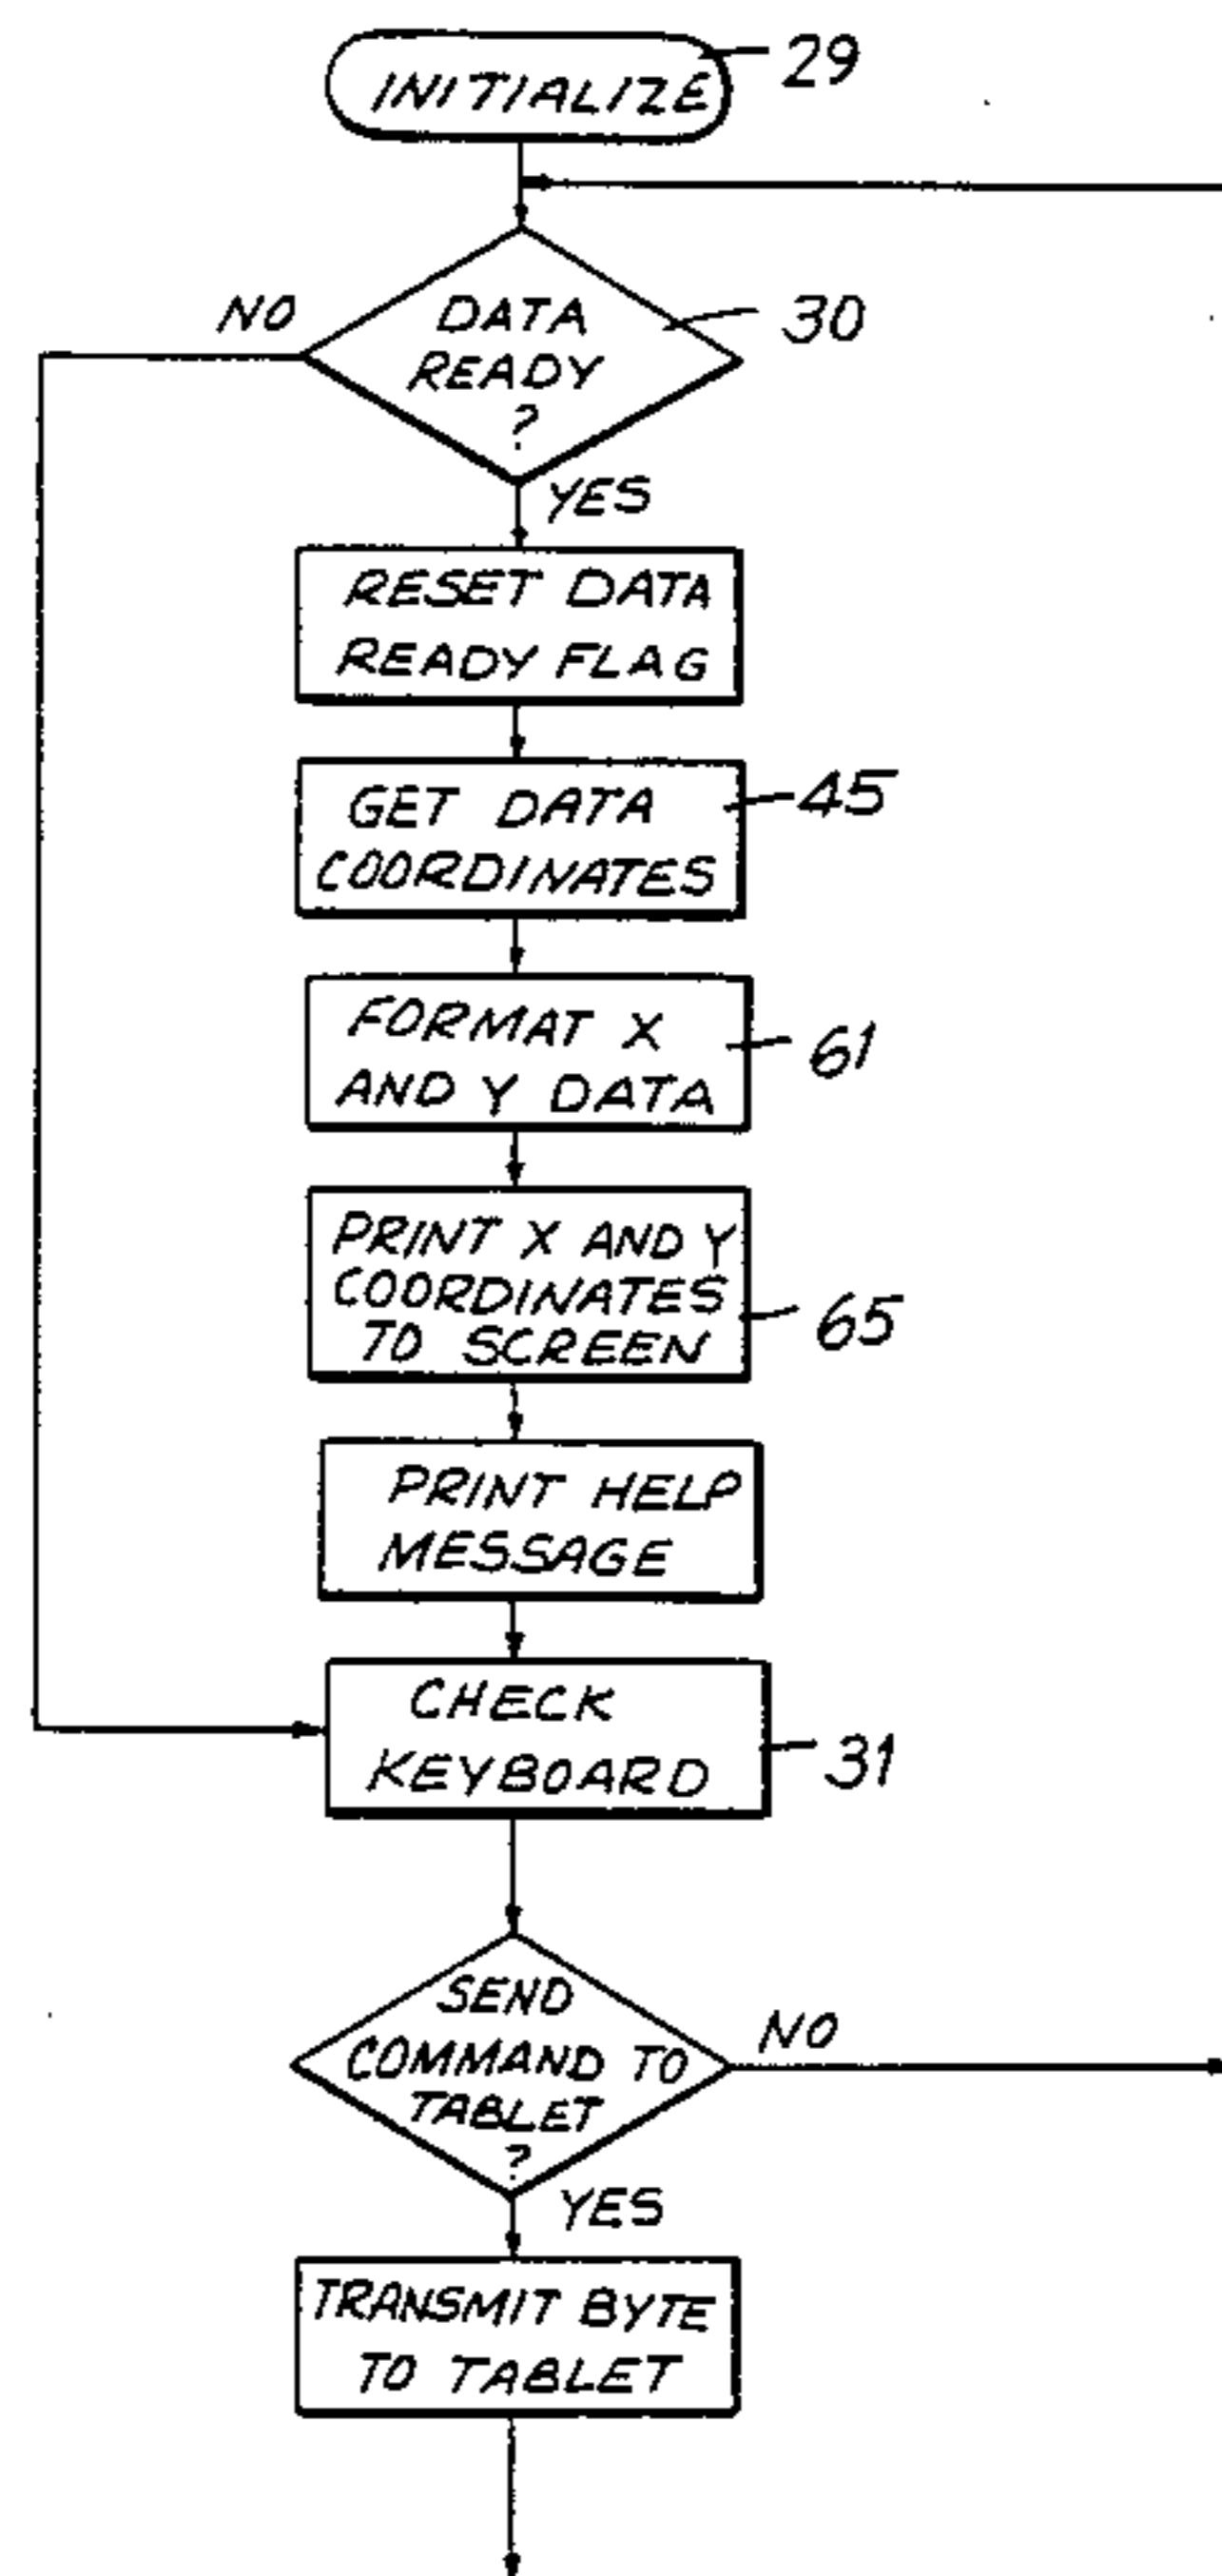 INITIALIZE
29
DATA
READY
?
30
NO
YES
RESET DATA
READY FLAG
GET DATA
COORDINATES
45
FORMAT X
AND Y DATA
61
PRINT X AND Y
COORDINATES
TO SCREEN
65
PRINT HELP
MESSAGE
CHECK
KEYBOARD
31
SEND
COMMAND TO
TABLET
?
NO
YES
TRANSMIT BYTE
TO TABLET